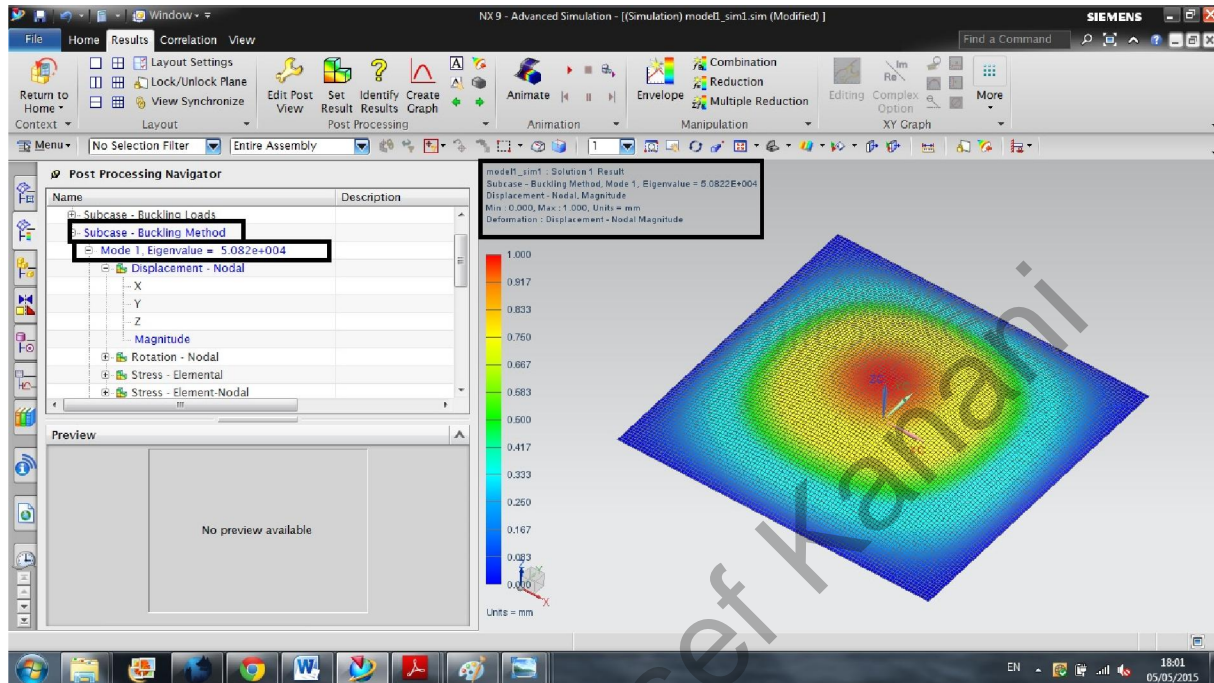 Window
NX 9 - Advanced Simulation - [(Simulation) model1_sim1.sim (Modified) ]
SIEMENS
File Home Results Correlation View
Find a Command
Return to Home
Layout Settings
Lock/Unlock Plane
View Synchronize
Edit Post View
Set Result
Identify Results
Create Graph
Animate
Envelope
Combination
Reduction
Multiple Reduction
Editing
Complex Option
Im
Re
More
Context
Layout
Post Processing
Animation
Manipulation
XY Graph
Menu
No Selection Filter
Entire Assembly
1
Post Processing Navigator
Name Description
Subcase - Buckling Loads
Subcase - Buckling Method
Mode 1, Eigenvalue = 5.082e+004
Displacement - Nodal
X
Y
Z
Magnitude
Rotation - Nodal
Stress - Elemental
Stress - Element-Nodal
Preview
No preview available
model1_sim1 : Solution 1 Result
Subcase - Buckling Method, Mode 1, Eigenvalue = 5.0822E+004
Displacement - Nodal, Magnitude
Min : 0.000, Max : 1.000, Units = mm
Deformation : Displacement - Nodal Magnitude
1.000
0.917
0.833
0.750
0.667
0.583
0.500
0.417
0.333
0.250
0.167
0.083
0.000
Units = mm
Z
X
ZC
sef Kanani
EN
18:01
05/05/2015